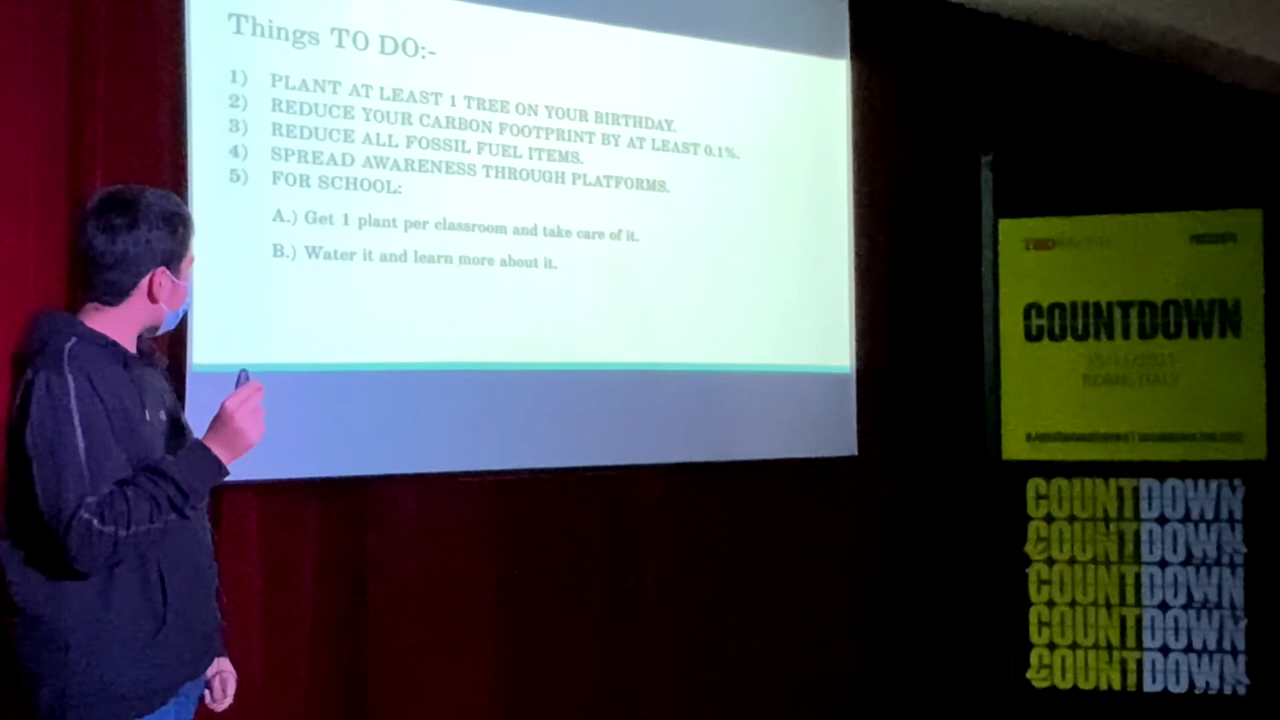 Things TO DO:-
1) PLANT AT LEAST 1 TREE ON YOUR BIRTHDAY.
2) REDUCE YOUR CARBON FOOTPRINT BY AT LEAST 0.1%.
3) REDUCE ALL FOSSIL FUEL ITEMS.
4) SPREAD AWARENESS THROUGH PLATFORMS.
5) FOR SCHOOL:
A.) Get 1 plant per classroom and take care of it.
B.) Water it and learn more about it.
COUNTDOWN
ROME, ITALY
COUNTDOWN
COUNTDOWN
COUNTDOWN
COUNTDOWN
COUNTDOWN